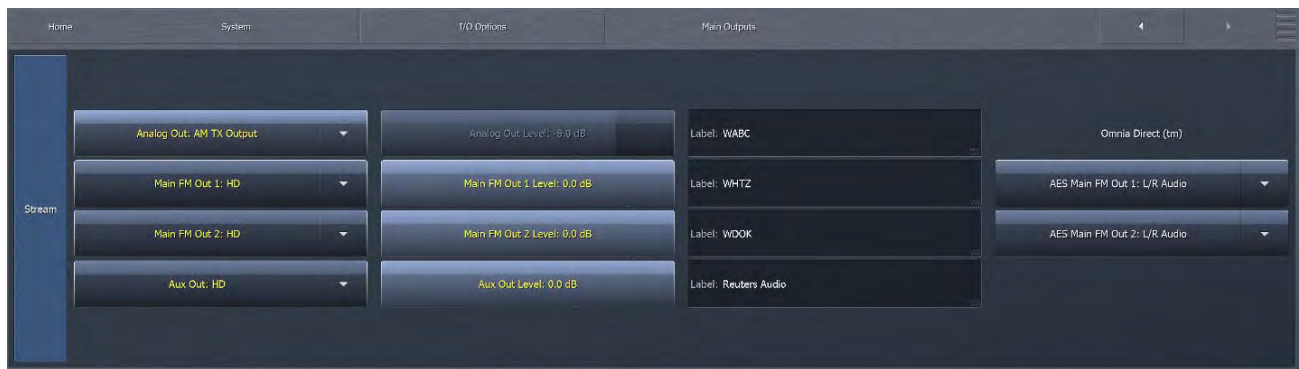 Home System I/O Options Main Outputs
Stream
Analog Out: AM TX Output Analog Out Level: -9.0 dB Label: WABC Omnia Direct (tm)
Main FM Out 1: HD Main FM Out 1 Level: 0.0 dB Label: WHTZ AES Main FM Out 1: L/R Audio
Main FM Out 2: HD Main FM Out 2 Level: 0.0 dB Label: WDOK AES Main FM Out 2: L/R Audio
Aux Out: HD Aux Out Level: 0.0 dB Label: Reuters Audio